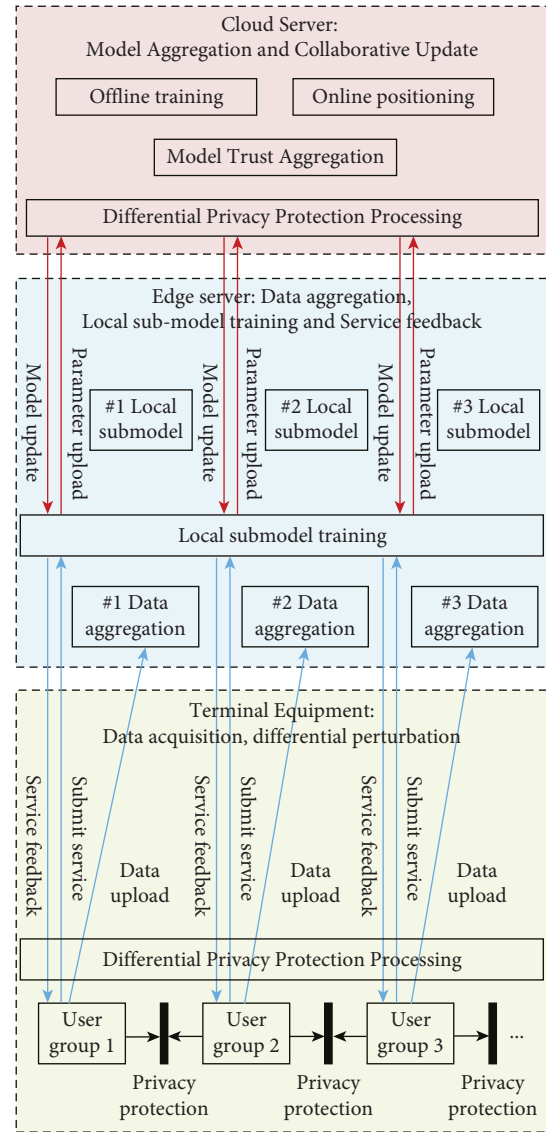 Cloud Server:
Model Aggregation and Collaborative Update
Offline training
Online positioning
Model Trust Aggregation
Differential Privacy Protection Processing
Edge server: Data aggregation,
Local sub-model training and Service feedback
Model update
Parameter upload
#1 Local
submodel
Model update
Parameter upload
#2 Local
submodel
Model update
Parameter upload
#3 Local
submodel
Local submodel training
#1 Data
aggregation
#2 Data
aggregation
#3 Data
aggregation
Terminal Equipment:
Data acquisition, differential perturbation
Service feedback
Submit service
Data
upload
Service feedback
Submit service
Data
upload
Service feedback
Submit service
Data
upload
Differential Privacy Protection Processing
User
group 1
User
group 2
User
group 3
...
Privacy
protection
Privacy
protection
Privacy
protection